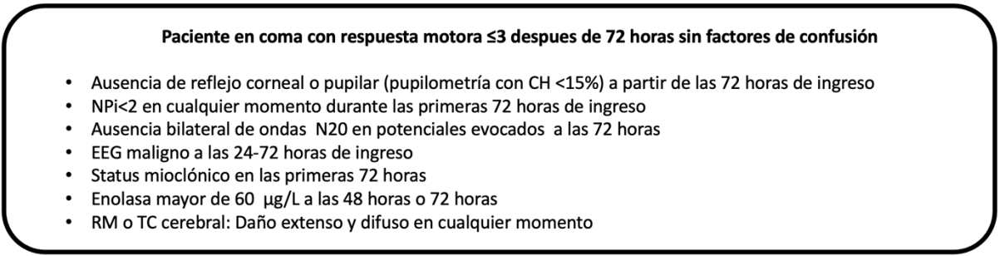 Paciente en coma con respuesta motora ≤3 despues de 72 horas sin factores de confusión
• Ausencia de reflejo corneal o pupilar (pupilometría con CH <15%) a partir de las 72 horas de ingreso
• NPi<2 en cualquier momento durante las primeras 72 horas de ingreso
• Ausencia bilateral de ondas N20 en potenciales evocados a las 72 horas
• EEG maligno a las 24-72 horas de ingreso
• Status mioclónico en las primeras 72 horas
• Enolasa mayor de 60 µg/L a las 48 horas o 72 horas
• RM o TC cerebral: Daño extenso y difuso en cualquier momento